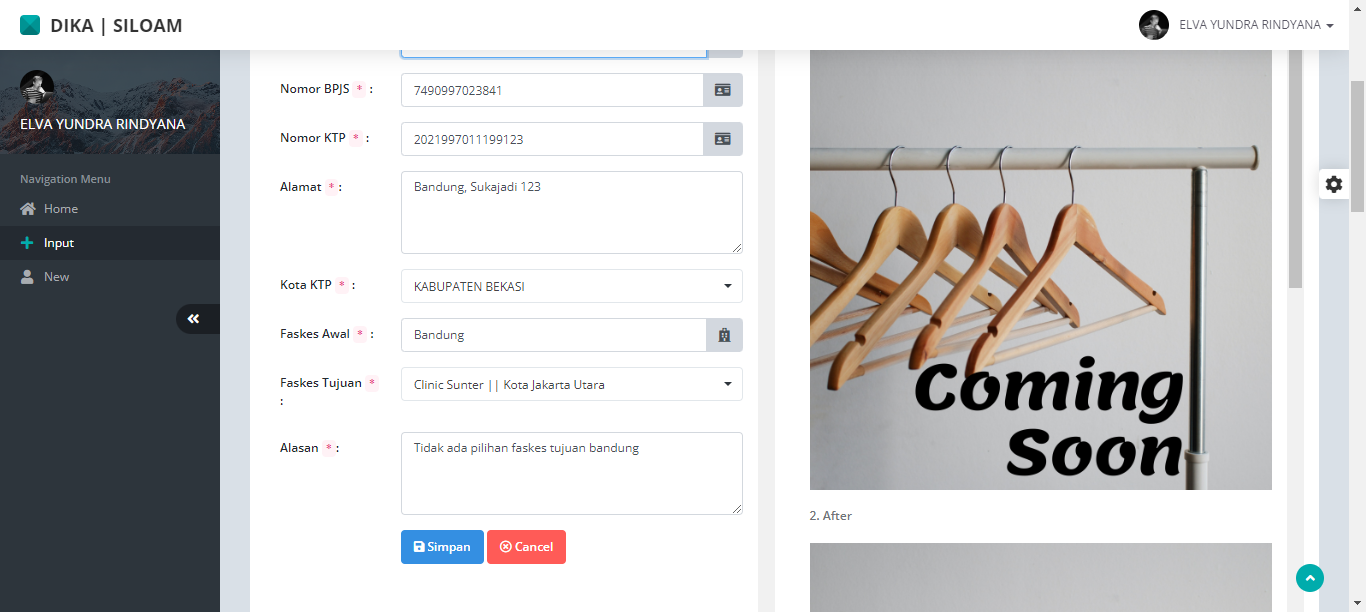 DIKA | SILOAM
ELVA YUNDRA RINDYANA
ELVA YUNDRA RINDYANA
Navigation Menu
Home
Input
New
Nomor BPJS * :
7490997023841
Nomor KTP * :
2021997011199123
Alamat * :
Bandung, Sukajadi 123
Kota KTP * :
KABUPATEN BEKASI
Faskes Awal * :
Bandung
Faskes Tujuan *
:
Clinic Sunter || Kota Jakarta Utara
Alasan * :
Tidak ada pilihan faskes tujuan bandung
Simpan
Cancel
Coming
Soon
2. After